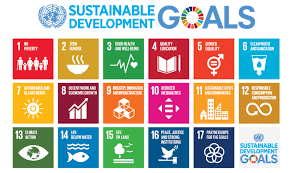 SUSTAINABLE
DEVELOPMENT
GOALS
1 NO
POVERTY
2 ZERO
HUNGER
3 GOOD HEALTH
AND WELL-BEING
4 QUALITY
EDUCATION
5 GENDER
EQUALITY
6 CLEAN WATER
AND SANITATION
7 AFFORDABLE AND
CLEAN ENERGY
8 DECENT WORK AND
ECONOMIC GROWTH
9 INDUSTRY, INNOVATION
AND INFRASTRUCTURE
10 REDUCED
INEQUALITIES
11 SUSTAINABLE CITIES
AND COMMUNITIES
12 RESPONSIBLE
CONSUMPTION
AND PRODUCTION
13 CLIMATE
ACTION
14 LIFE
BELOW WATER
15 LIFE
ON LAND
16 PEACE, JUSTICE
AND STRONG
INSTITUTIONS
17 PARTNERSHIPS
FOR THE GOALS
SUSTAINABLE
DEVELOPMENT
GOALS